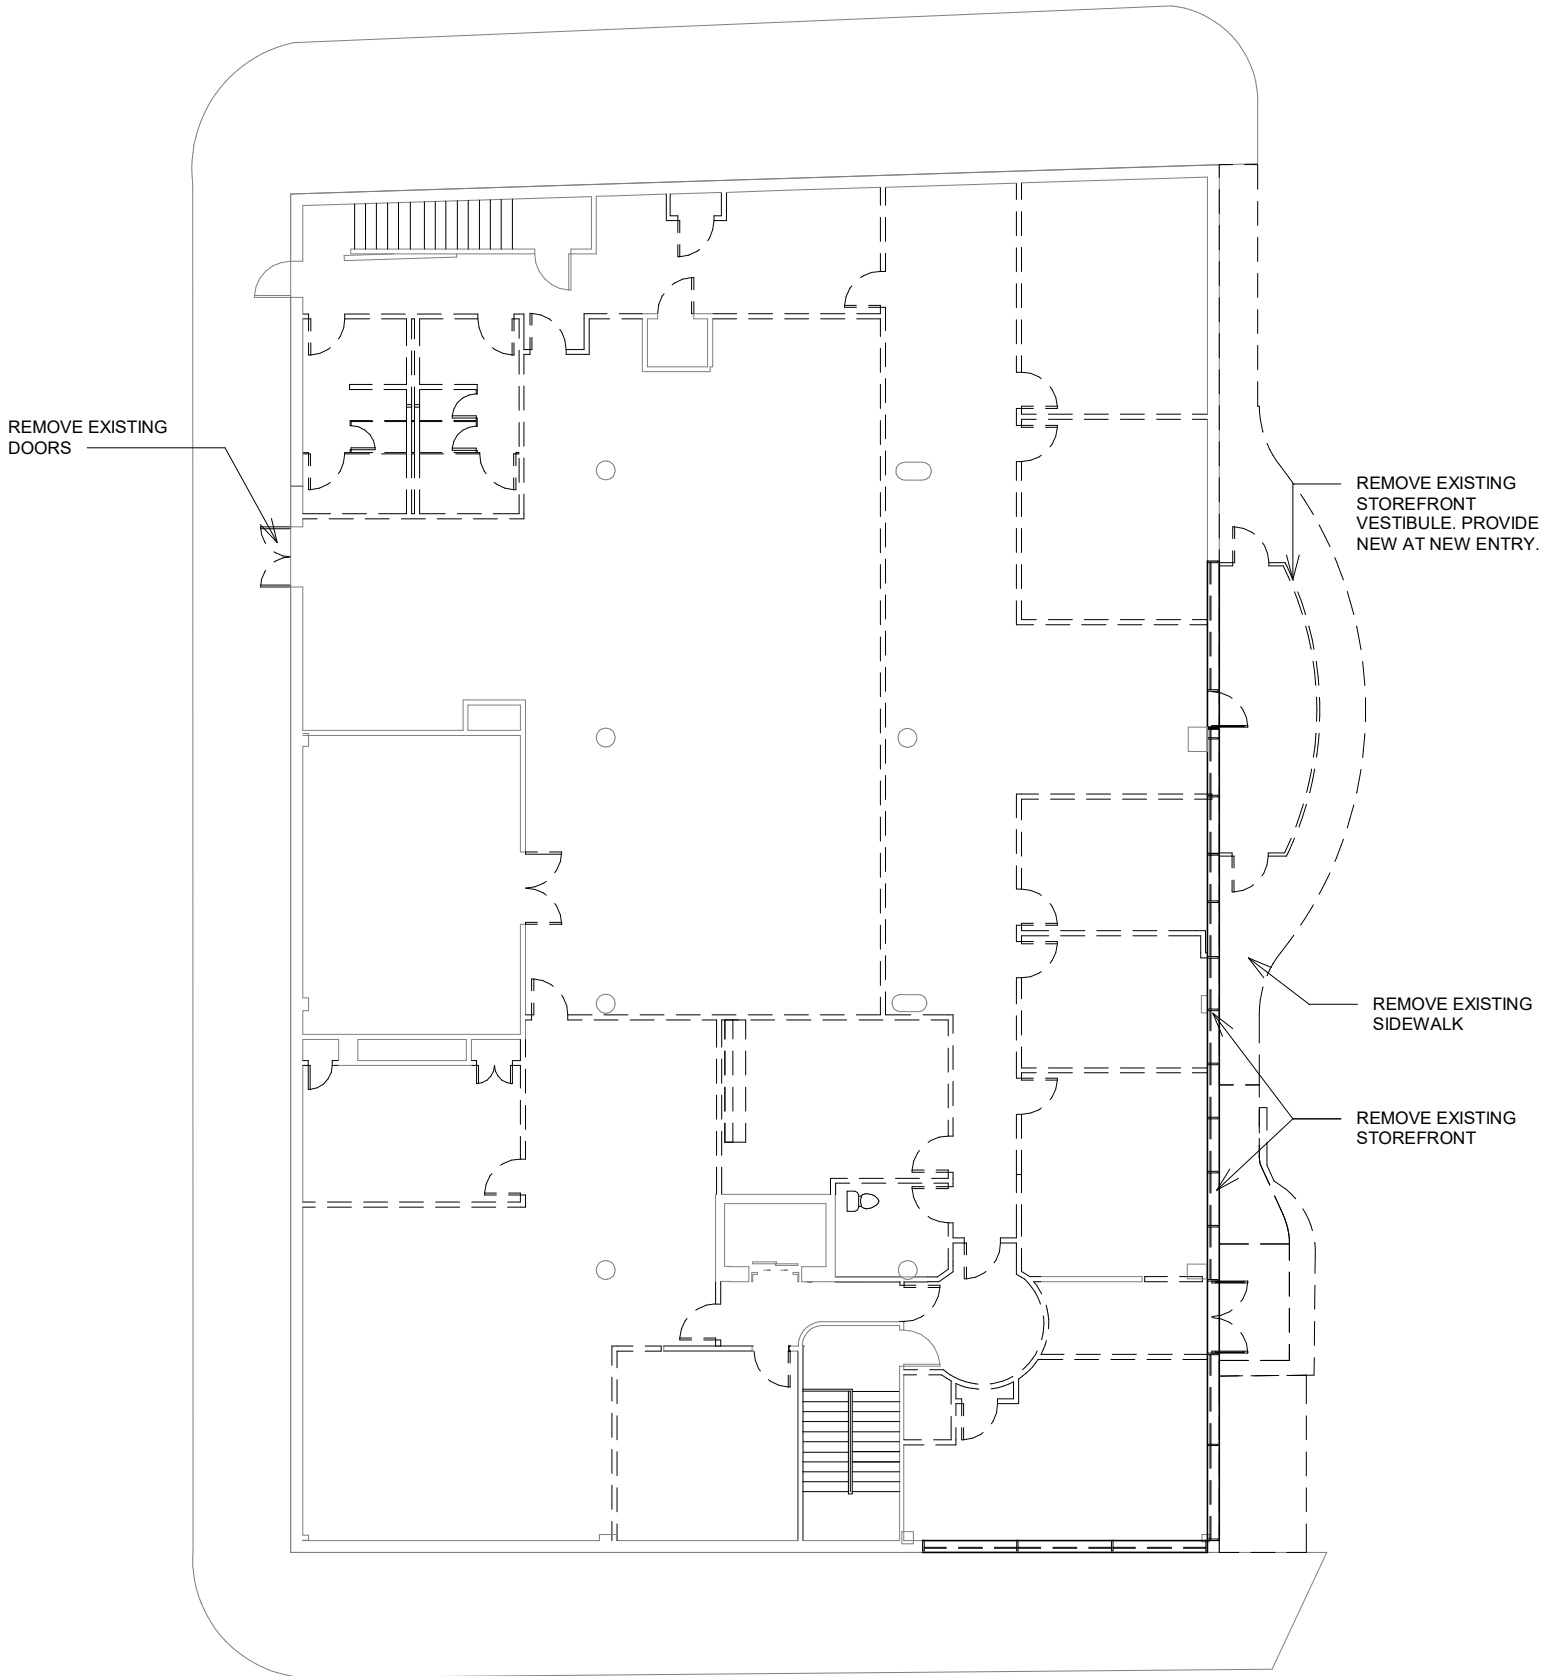 REMOVE EXISTING
DOORS
REMOVE EXISTING
STOREFRONT
VESTIBULE. PROVIDE
NEW AT NEW ENTRY.
REMOVE EXISTING
SIDEWALK
REMOVE EXISTING
STOREFRONT